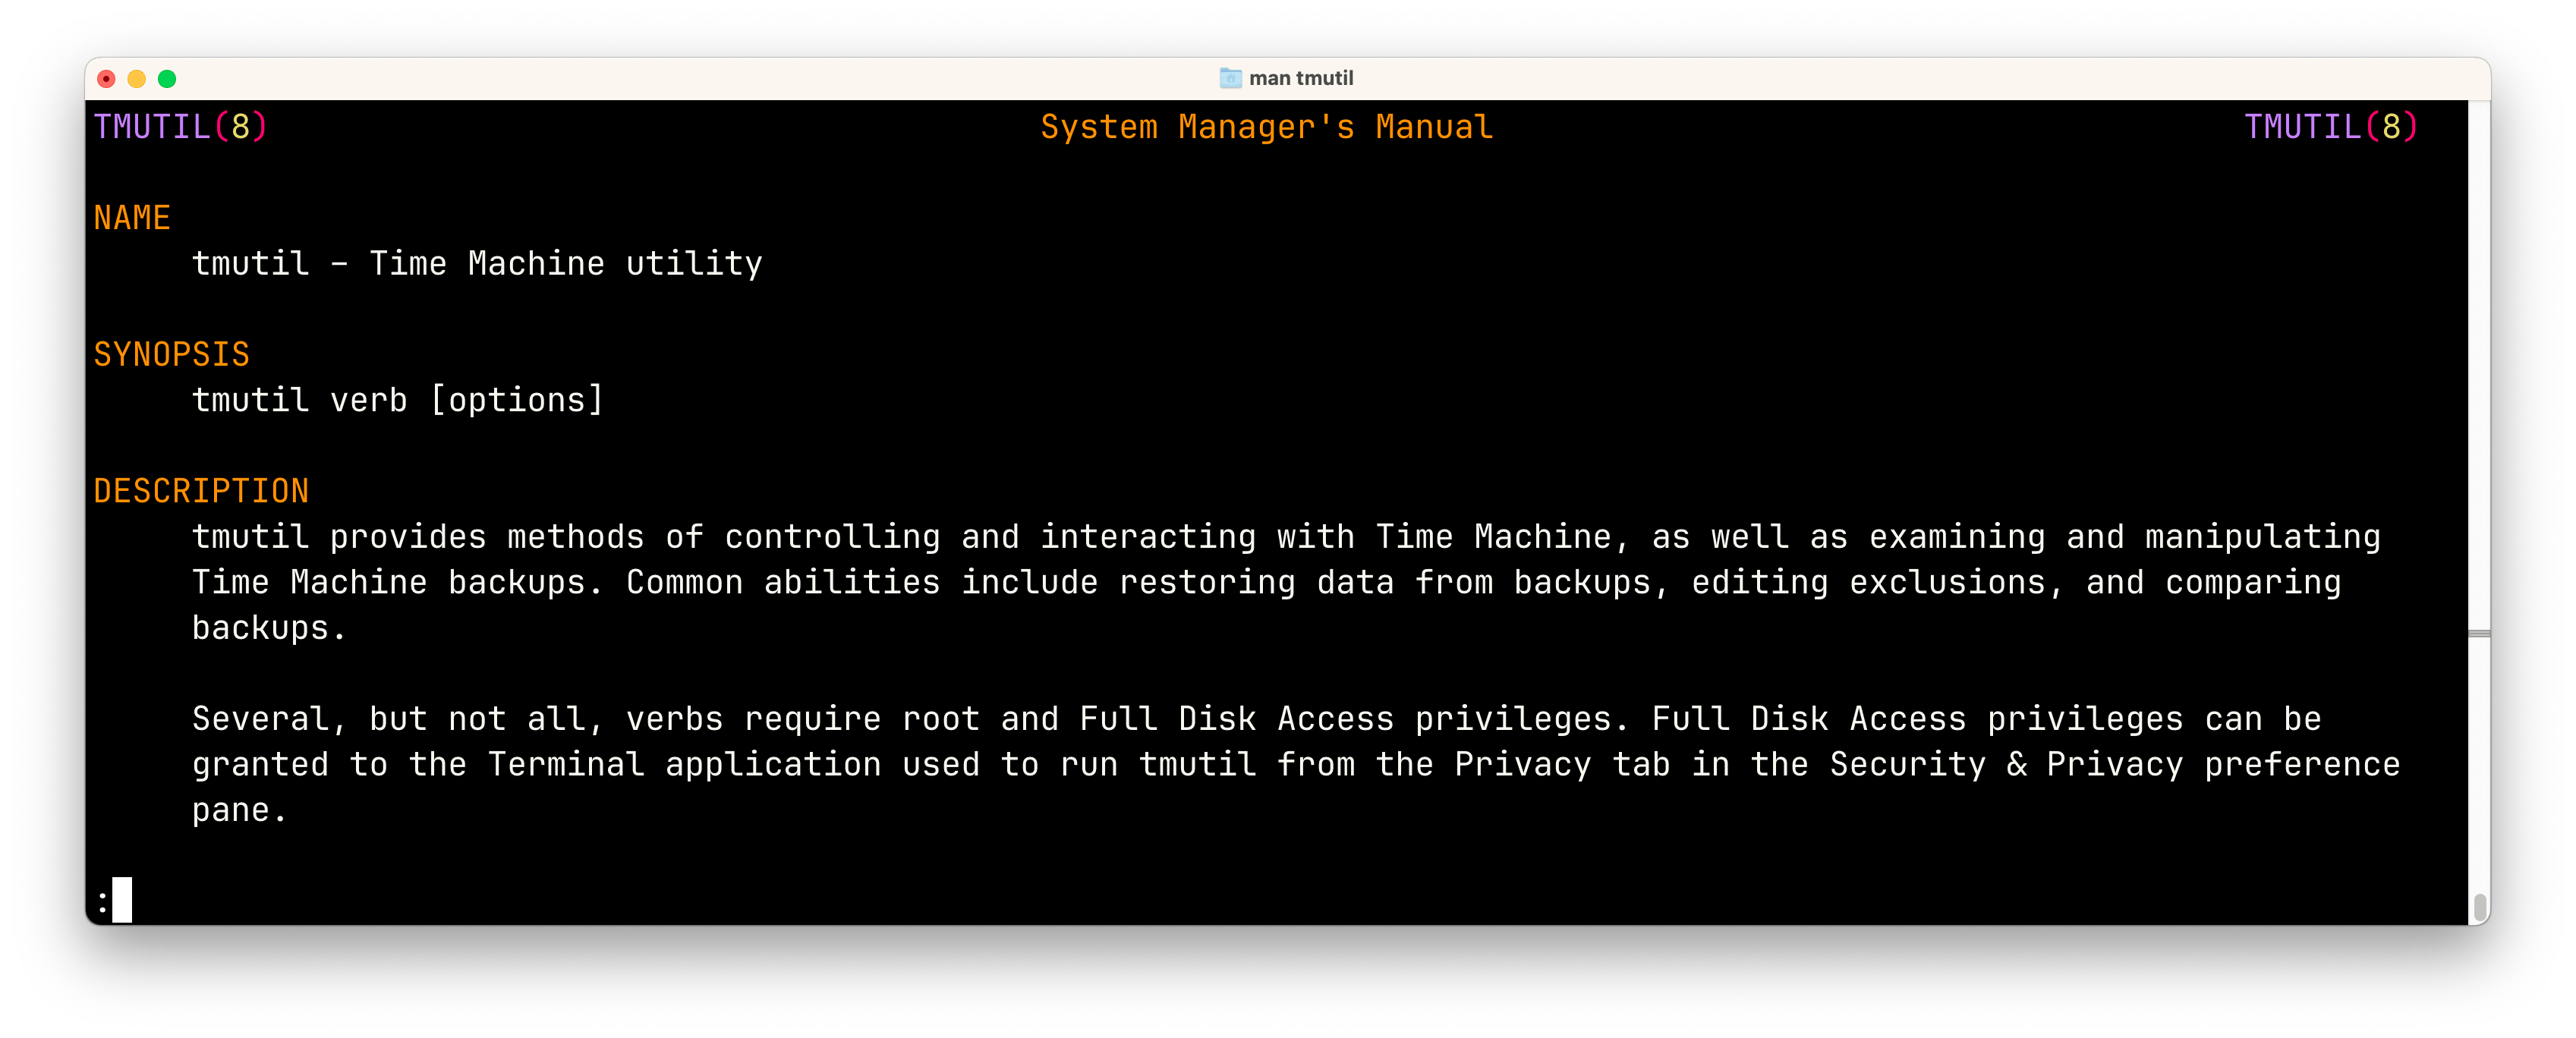 man tmutil
TMUTIL(8) System Manager's Manual TMUTIL(8)
NAME
tmutil – Time Machine utility
SYNOPSIS
tmutil verb [options]
DESCRIPTION
tmutil provides methods of controlling and interacting with Time Machine, as well as examining and manipulating
Time Machine backups. Common abilities include restoring data from backups, editing exclusions, and comparing
backups.
Several, but not all, verbs require root and Full Disk Access privileges. Full Disk Access privileges can be
granted to the Terminal application used to run tmutil from the Privacy tab in the Security & Privacy preference
pane.
: